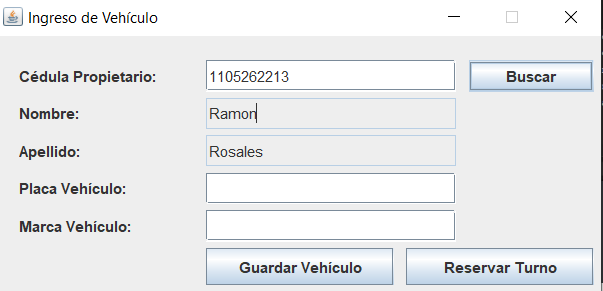 Ingreso de Vehículo
Cédula Propietario: 1105262213 Buscar
Nombre: Ramon
Apellido: Rosales
Placa Vehículo:
Marca Vehículo:
Guardar Vehículo Reservar Turno